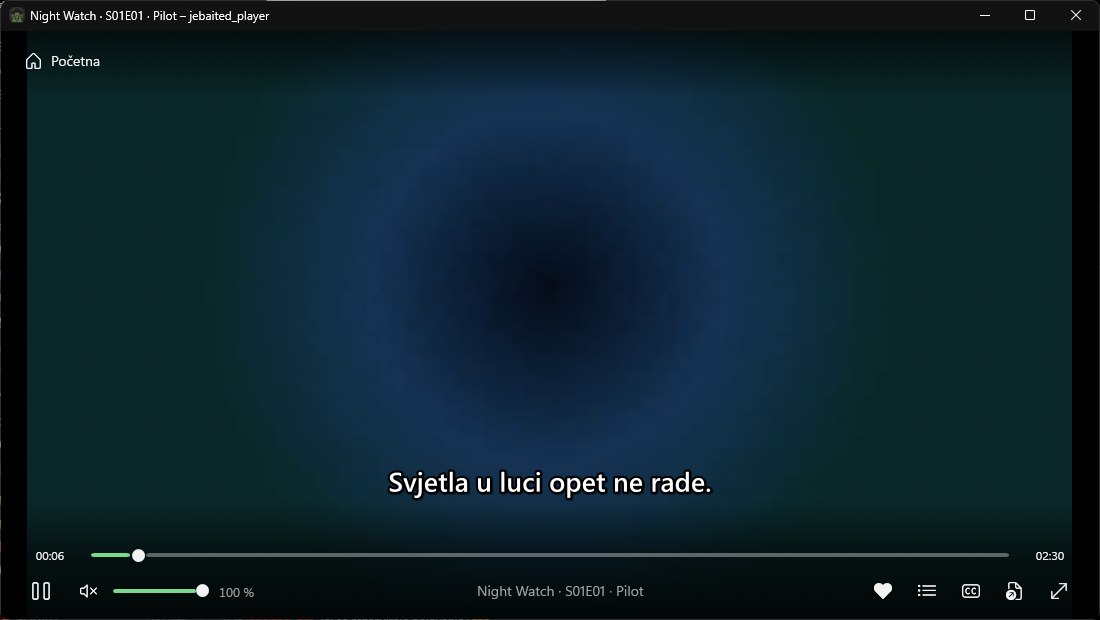 Night Watch · S01E01 · Pilot – jebaited_player
Početna
Svjetla u luci opet ne rade.
00:06
02:30
100 %
Night Watch · S01E01 · Pilot
CC